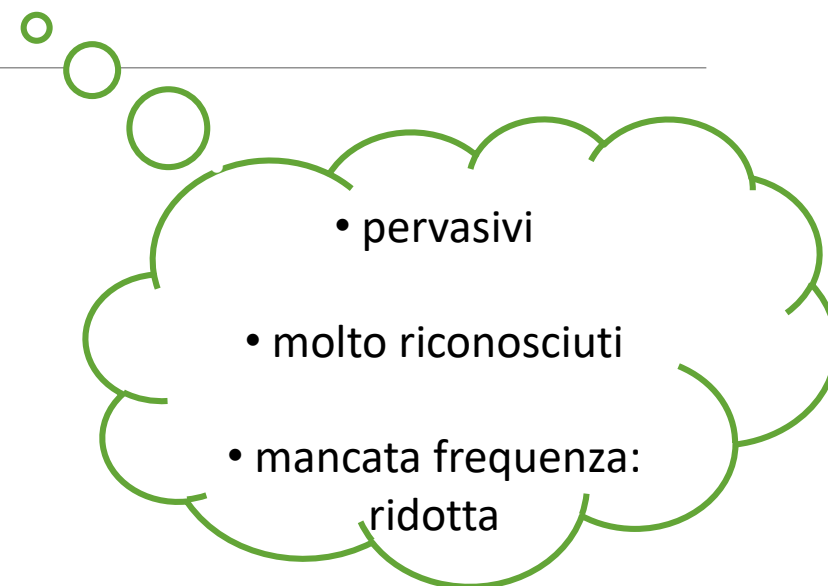 • pervasivi
• molto riconosciuti
• mancata frequenza:
ridotta